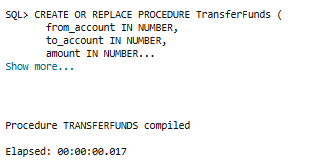 SQL> CREATE OR REPLACE PROCEDURE TransferFunds (
from_account IN NUMBER,
to_account IN NUMBER,
amount IN NUMBER...
Show more...
Procedure TRANSFERFUNDS compiled
Elapsed: 00:00:00.017